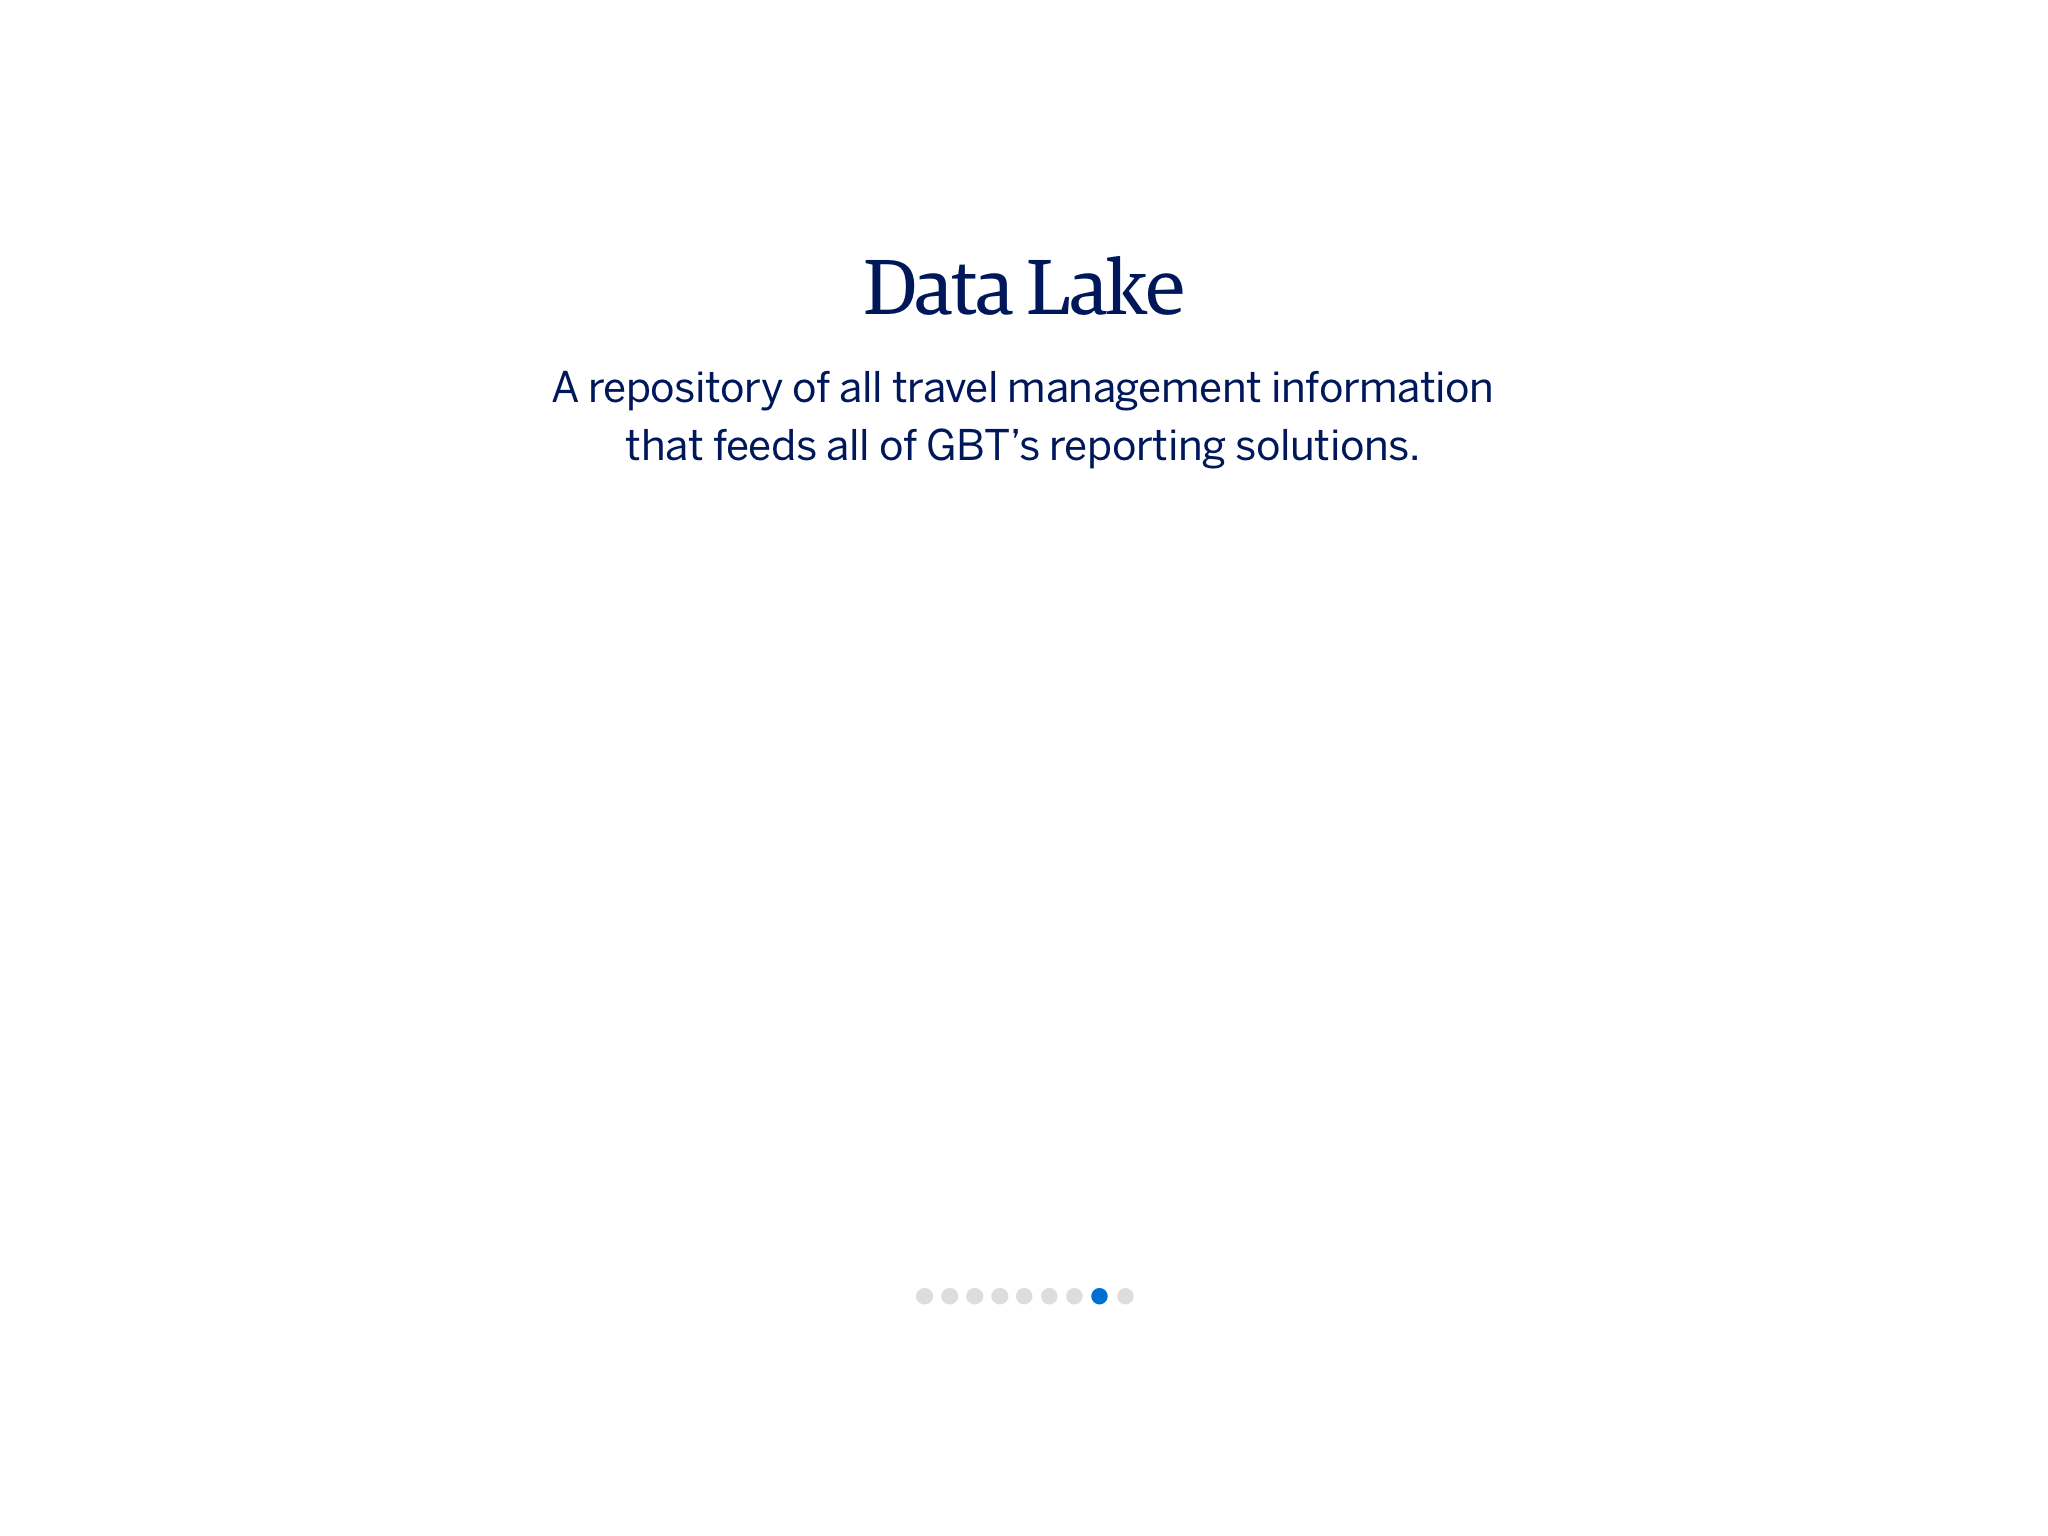 Data Lake
A repository of all travel management information
that feeds all of GBT’s reporting solutions.